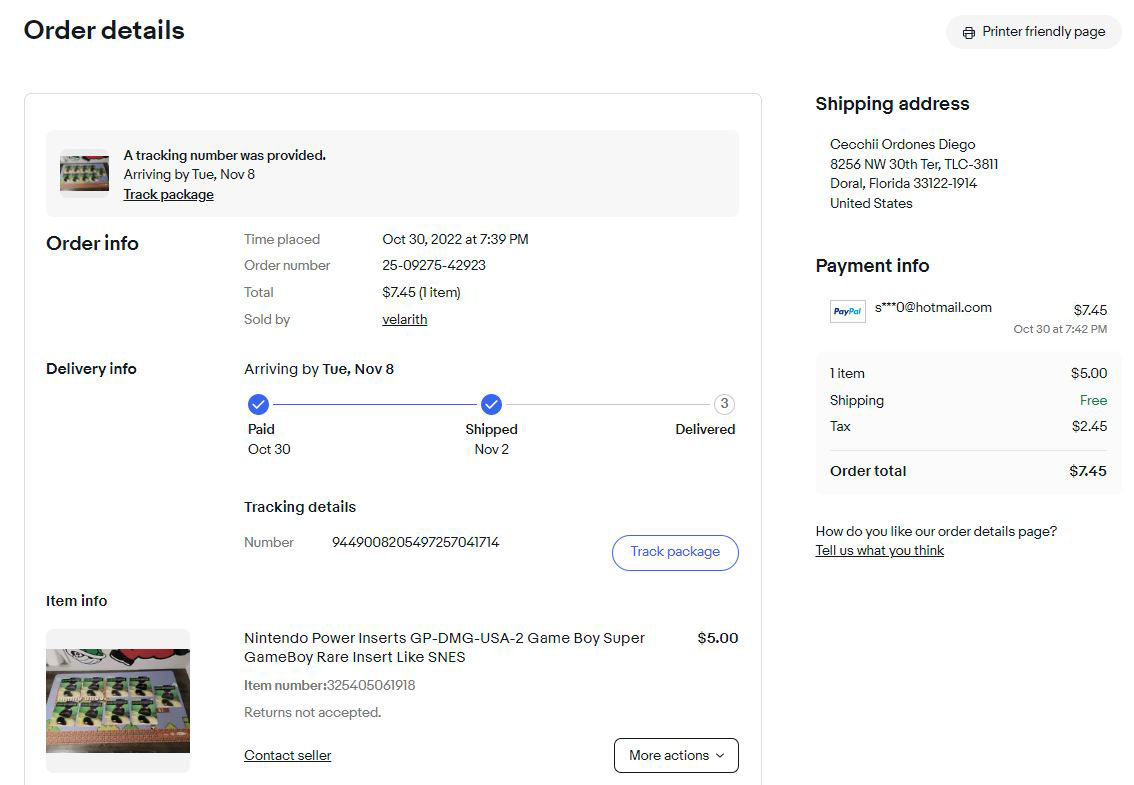 Order details
Printer friendly page
A tracking number was provided.
Arriving by Tue, Nov 8
Track package
Order info
Time placed Oct 30, 2022 at 7:39 PM
Order number 25-09275-42923
Total $7.45 (1 item)
Sold by velarith
Delivery info
Arriving by Tue, Nov 8
3
Paid Shipped Delivered
Oct 30 Nov 2
Tracking details
Number 9449008205497257041714
Track package
Item info
Nintendo Power Inserts GP-DMG-USA-2 Game Boy Super $5.00
GameBoy Rare Insert Like SNES
Item number:325405061918
Returns not accepted.
Contact seller
More actions
Shipping address
Cecchii Ordones Diego
8256 NW 30th Ter, TLC-3811
Doral, Florida 33122-1914
United States
Payment info
PayPal s***0@hotmail.com $7.45
Oct 30 at 7:42 PM
1 item $5.00
Shipping Free
Tax $2.45
Order total $7.45
How do you like our order details page?
Tell us what you think